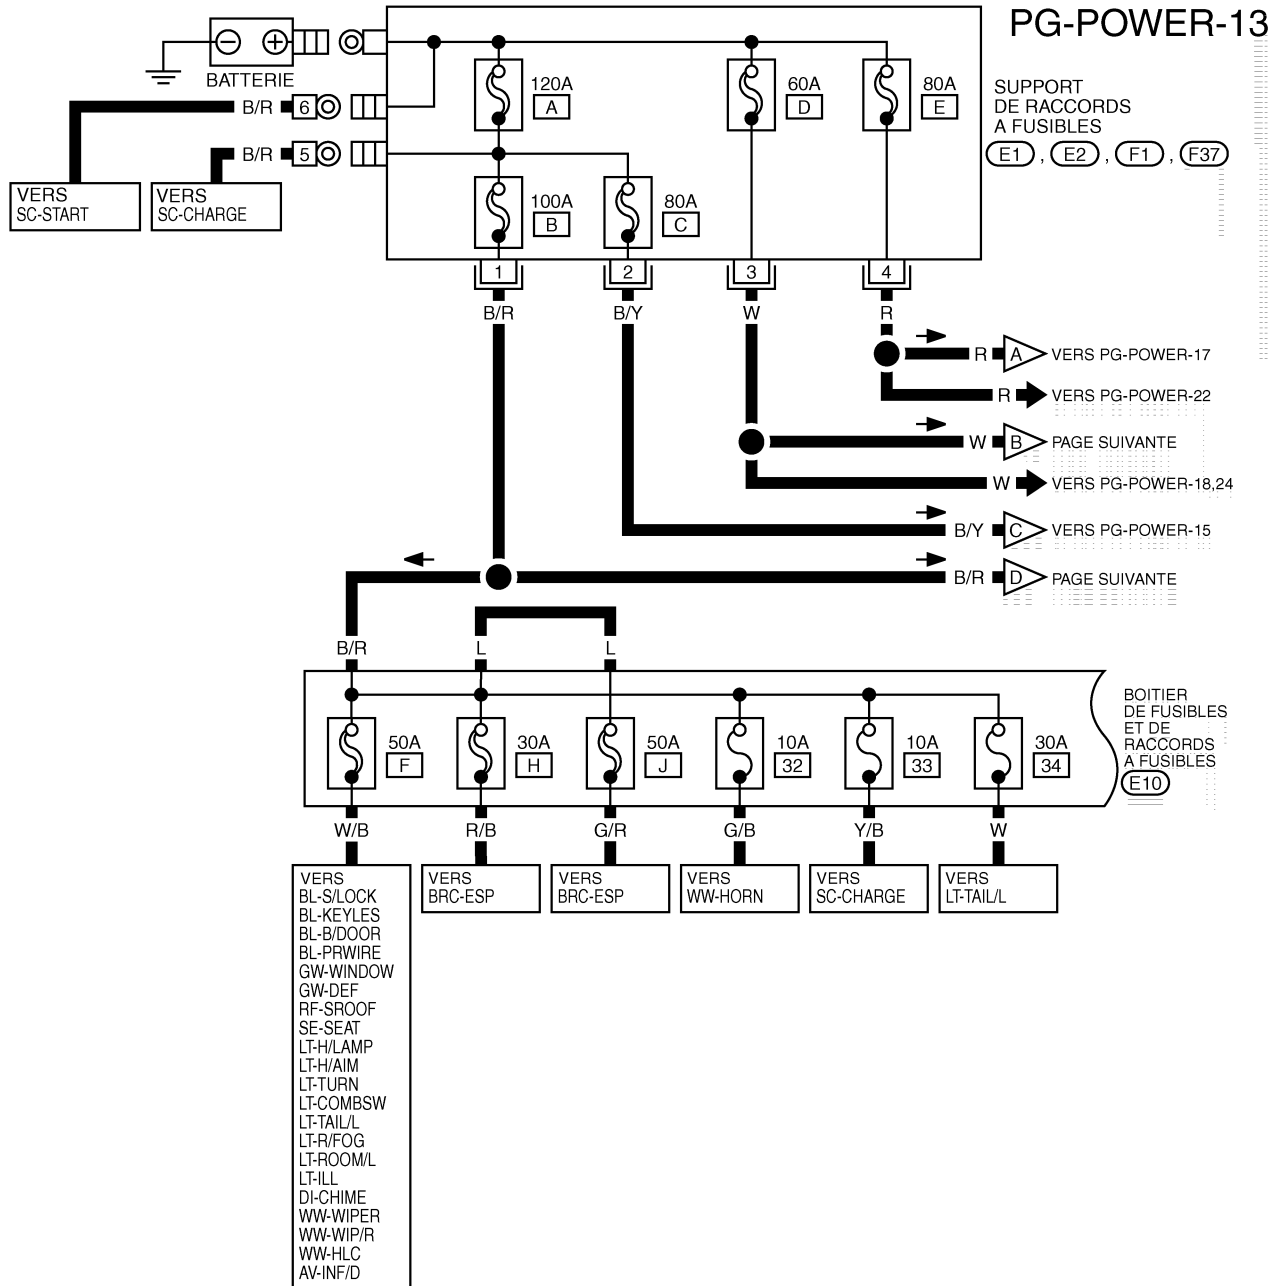 PG-POWER-13
BATTERIE
B/R 6
B/R 5
VERS
SC-START
VERS
SC-CHARGE
120A
A
60A
D
80A
E
100A
B
80A
C
SUPPORT
DE RACCORDS
A FUSIBLES
E1 , E2 , F1 , F37
1
2
3
4
B/R
B/Y
W
R
R A VERS PG-POWER-17
R VERS PG-POWER-22
W B PAGE SUIVANTE
W VERS PG-POWER-18,24
B/Y C VERS PG-POWER-15
B/R D PAGE SUIVANTE
B/R
L
L
50A
F
30A
H
50A
J
10A
32
10A
33
30A
34
BOITIER
DE FUSIBLES
ET DE
RACCORDS
A FUSIBLES
E10
W/B
R/B
G/R
G/B
Y/B
W
VERS
BL-S/LOCK
BL-KEYLES
BL-B/DOOR
BL-PRWIRE
GW-WINDOW
GW-DEF
RF-SROOF
SE-SEAT
LT-H/LAMP
LT-H/AIM
LT-TURN
LT-COMBSW
LT-TAIL/L
LT-R/FOG
LT-ROOM/L
LT-ILL
DI-CHIME
WW-WIPER
WW-WIP/R
WW-HLC
AV-INF/D
VERS
BRC-ESP
VERS
BRC-ESP
VERS
WW-HORN
VERS
SC-CHARGE
VERS
LT-TAIL/L